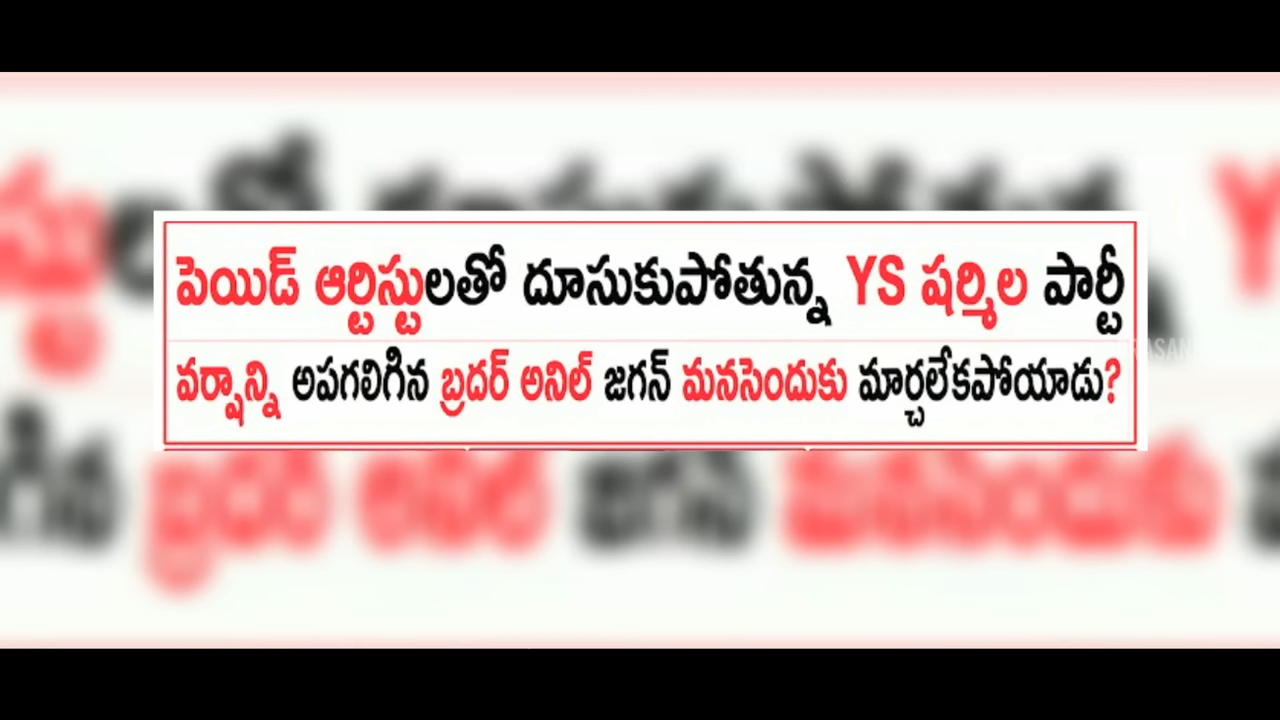 పెయిడ్ ఆర్టిస్టులతో దూసుకుపోతున్న YS షర్మిల పార్టీ
వర్షాన్ని అపగలిగిన బ్రదర్ అనిల్ జగన్ మనసెందుకు మార్చలేకపోయాడు?